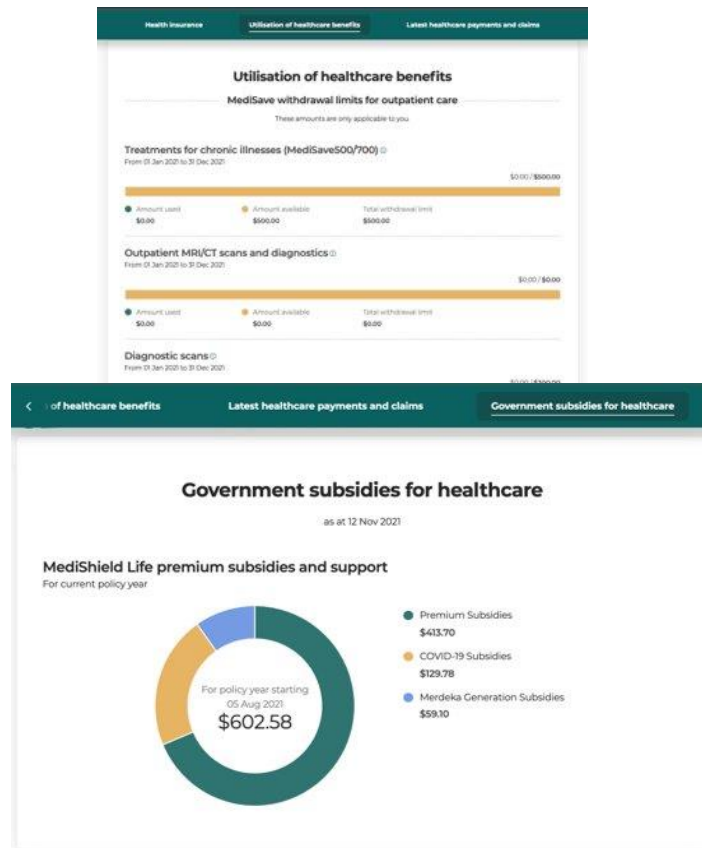 Health insurance
Utilisation of healthcare benefits
Latest healthcare payments and claims
Utilisation of healthcare benefits
MediSave withdrawal limits for outpatient care
These amounts are only applicable to you
Treatments for chronic illnesses (MediSave500/700)
From 01 Jan 2021 to 31 Dec 2021
$0.00 / $500.00
Amount used
Amount available
Total withdrawal limit
$0.00
$500.00
$500.00
Outpatient MRI/CT scans and diagnostics
From 01 Jan 2021 to 31 Dec 2021
$0.00 / $0.00
Amount used
Amount available
Total withdrawal limit
$0.00
$0.00
$0.00
Diagnostic scans
From 01 Jan 2021 to 31 Dec 2021
of healthcare benefits
Latest healthcare payments and claims
Government subsidies for healthcare
Government subsidies for healthcare
as at 12 Nov 2021
MediShield Life premium subsidies and support
For current policy year
For policy year starting
05 Aug 2021
$602.58
Premium Subsidies
$413.70
COVID-19 Subsidies
$129.78
Merdeka Generation Subsidies
$59.10